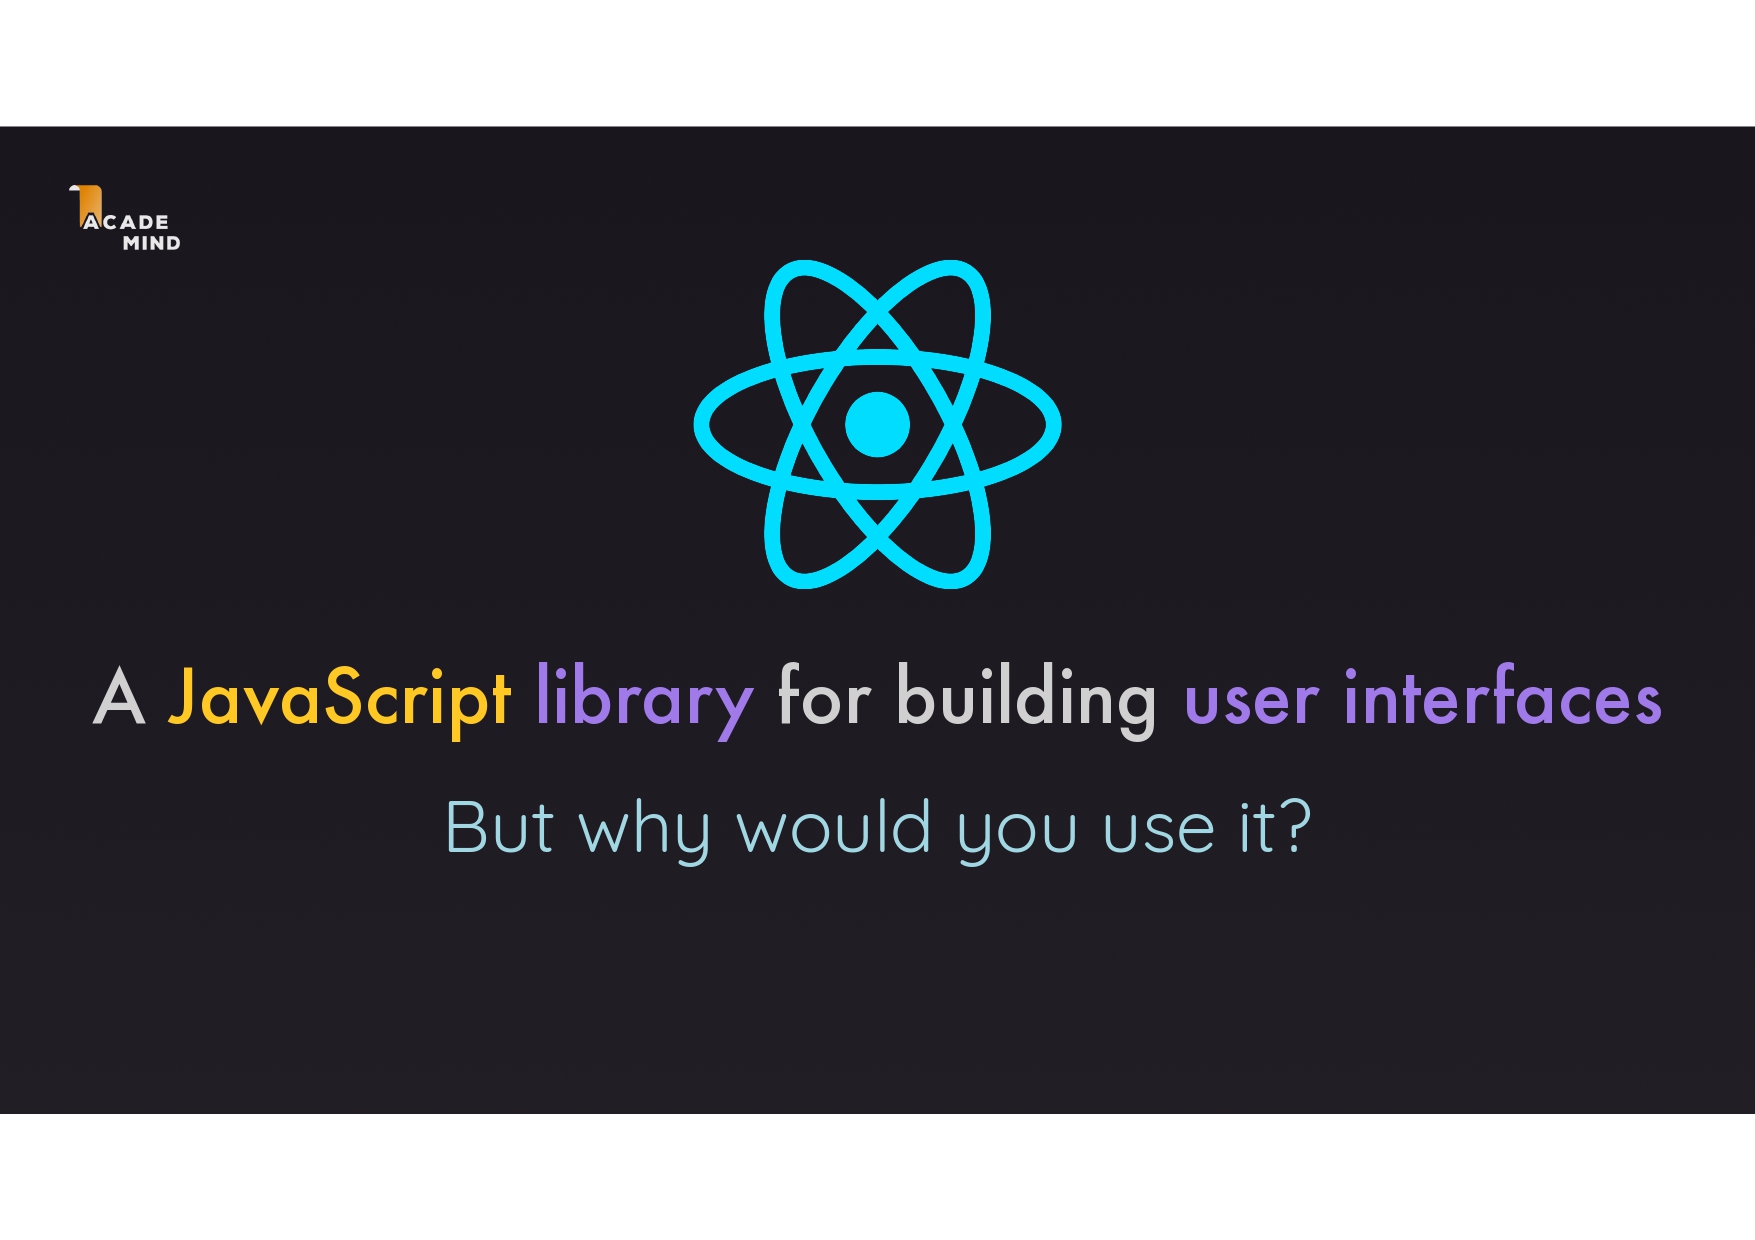 ACADE
MIND
A JavaScript library for building user interfaces
But why would you use it?